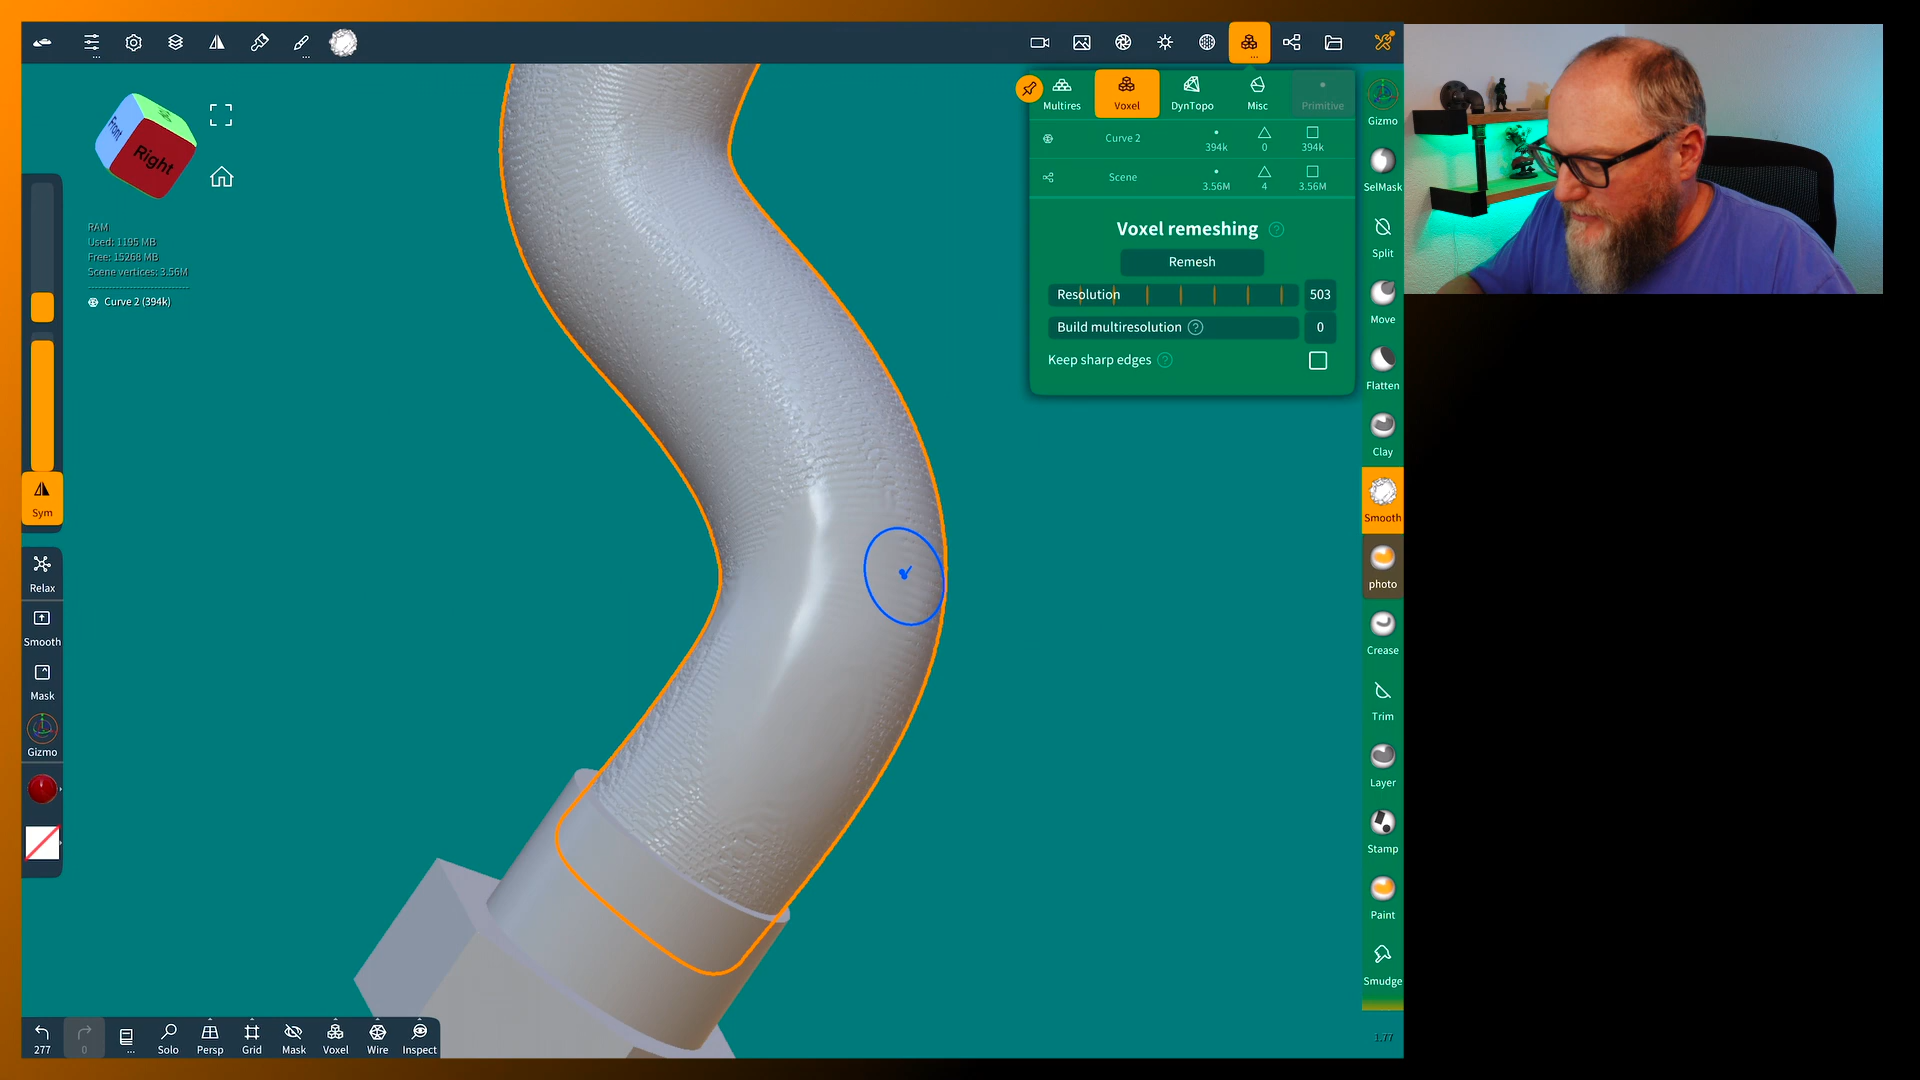 Multires
Voxel
DynTopo
Misc
Primitive
Curve 2
394k
0
394k
Scene
3.56M
4
3.56M
Voxel remeshing ?
Remesh
Resolution
503
Build multiresolution ?
0
Keep sharp edges ?
Front
Right
RAM
Used: 1195 MB
Free: 15268 MB
Scene vertices: 3.56M
Curve 2 (394k)
Sym
Relax
Smooth
Mask
Gizmo
Gizmo
SelMask
Split
Move
Flatten
Clay
Smooth
photo
Crease
Trim
Layer
Stamp
Paint
Smudge
277
0
...
Solo
Persp
Grid
Mask
Voxel
Wire
Inspect
1.77